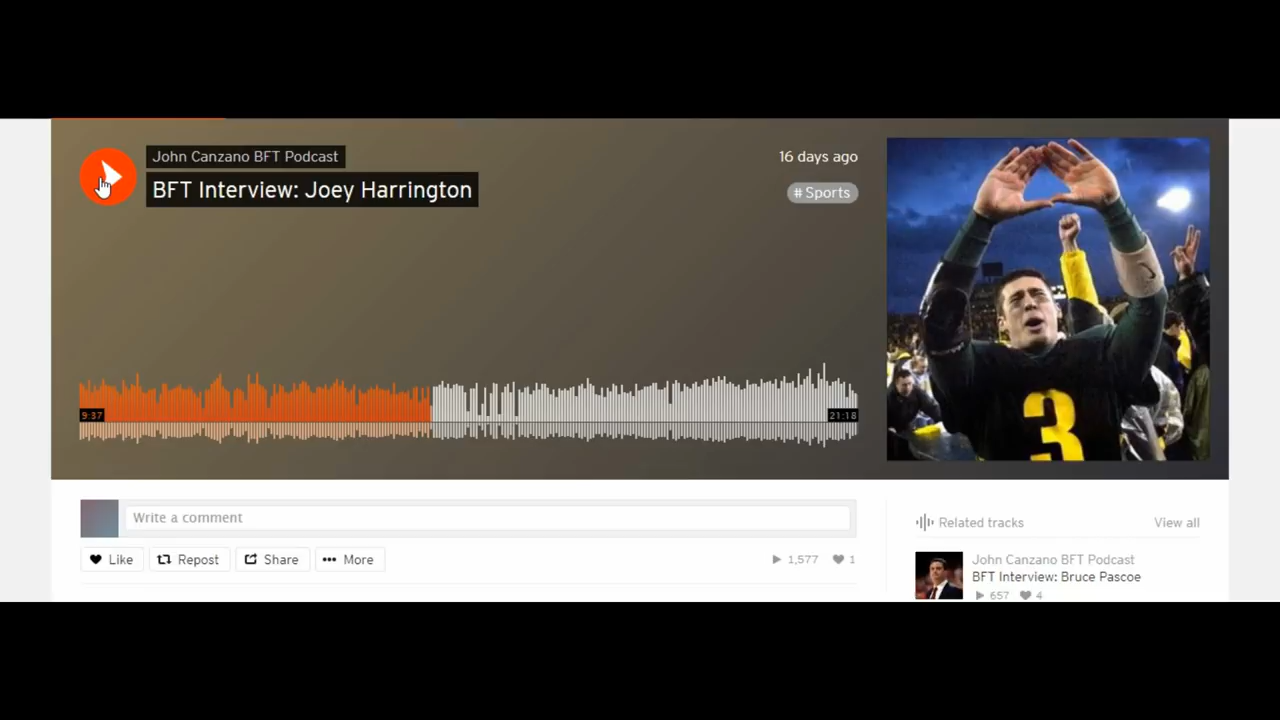 John Canzano BFT Podcast
16 days ago
BFT Interview: Joey Harrington
# Sports
3
9:37
21:18
Write a comment
Like
Repost
Share
More
1,577
1
Related tracks
View all
John Canzano BFT Podcast
BFT Interview: Bruce Pascoe
657
4